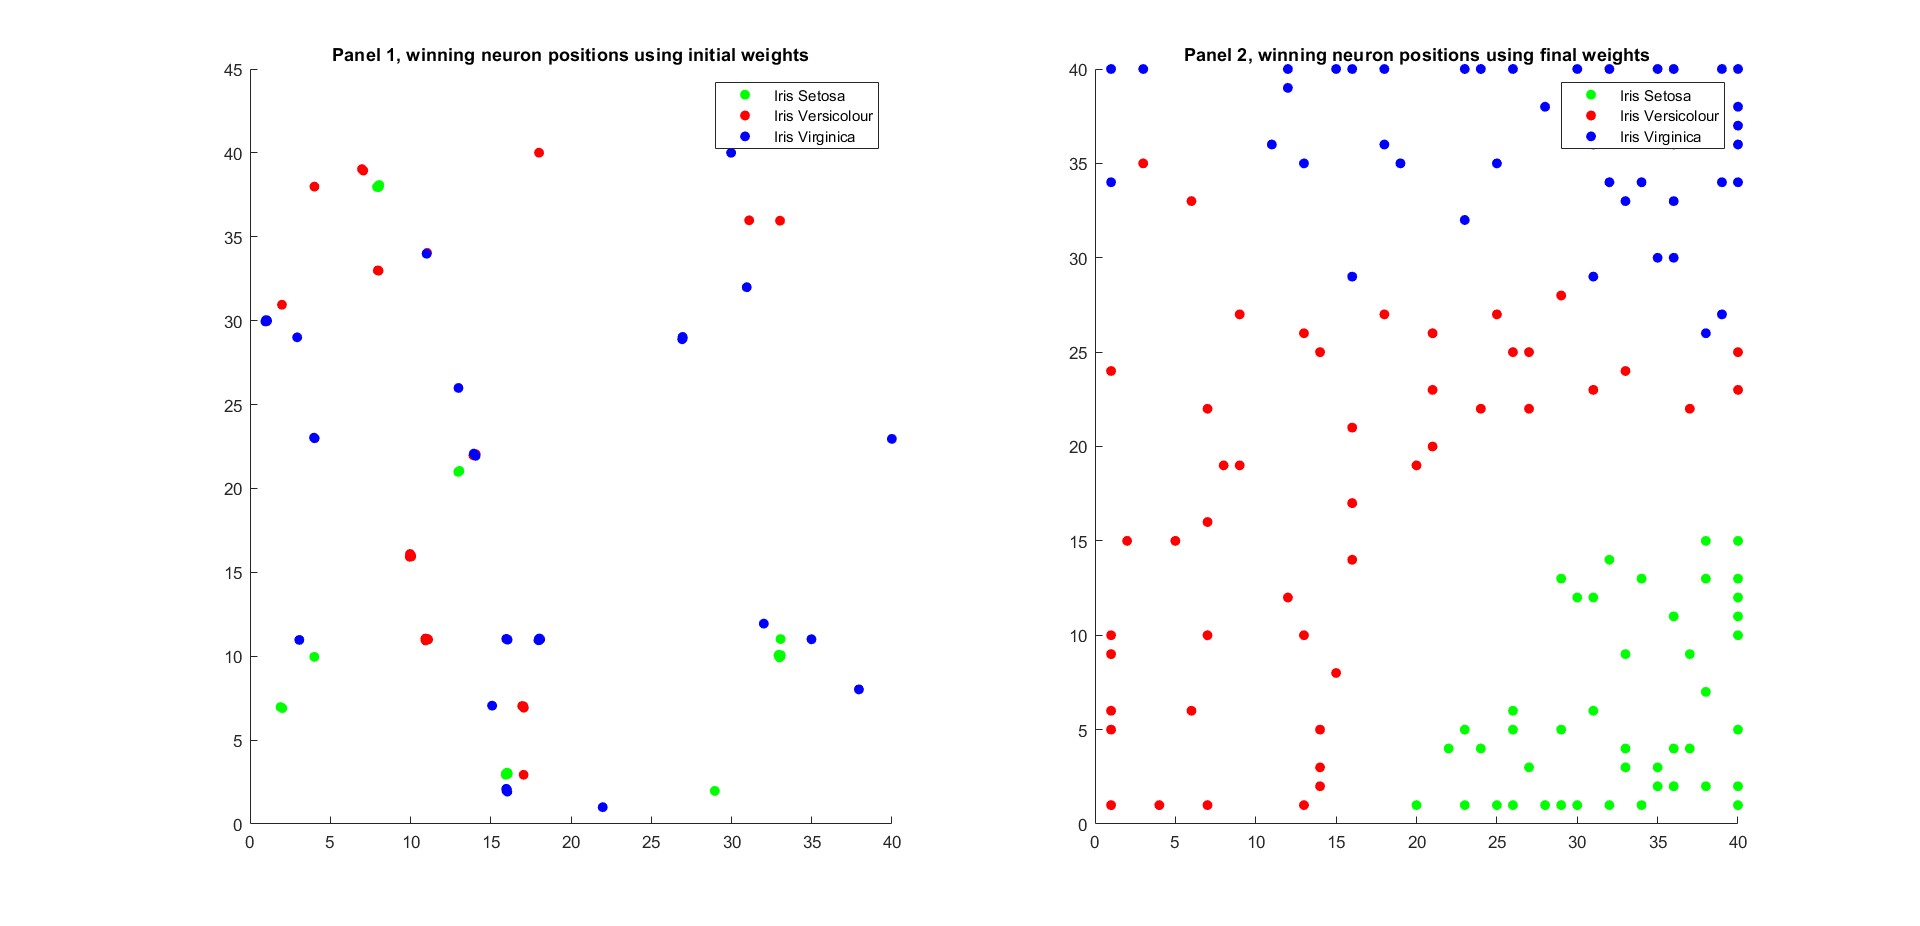 Panel 1, winning neuron positions using initial weights
45
40
35
30
25
20
15
10
5
0
0 5 10 15 20 25 30 35 40
Iris Setosa
Iris Versicolour
Iris Virginica
Panel 2, winning neuron positions using final weights
40
35
30
25
20
15
10
5
0
0 5 10 15 20 25 30 35 40
Iris Setosa
Iris Versicolour
Iris Virginica